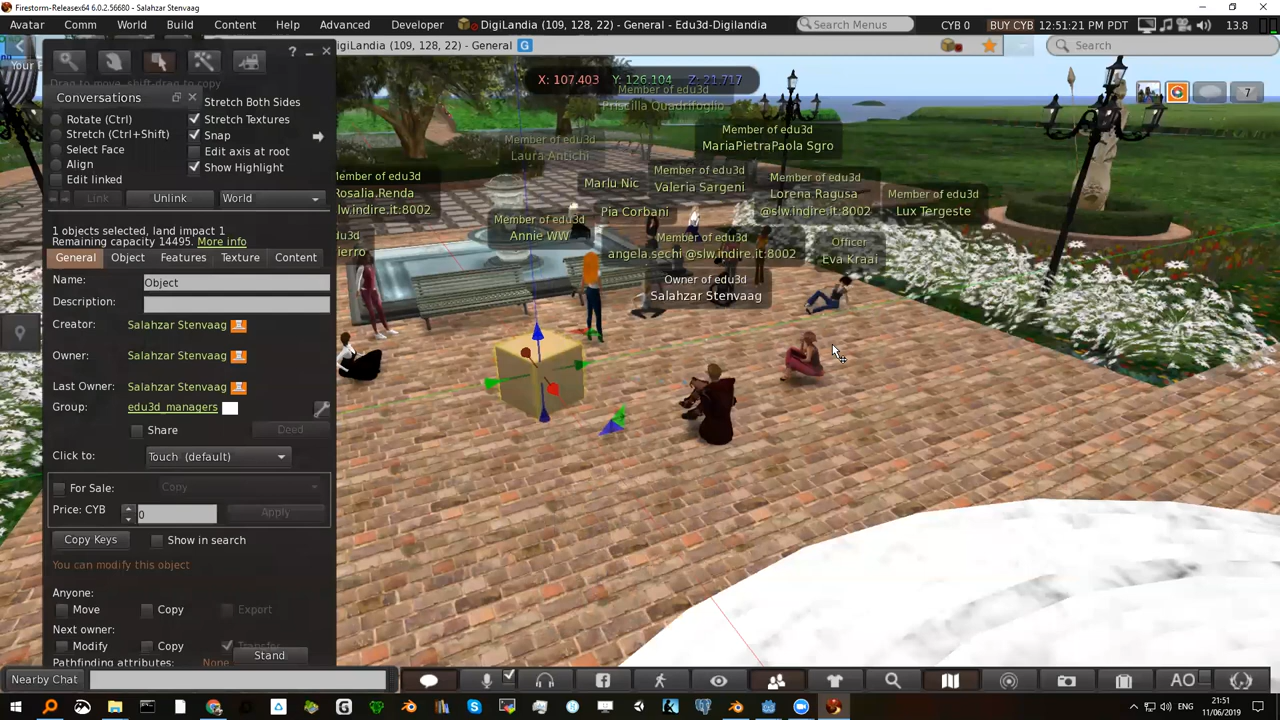 Firestorm-Releasex64 6.0.2.56680 - Salahzar Stenvaag
Avatar Comm World Build Content Help Advanced Developer DigiLandia (109, 128, 22) - General - Edu3d-Digilandia Search Menus CYB 0 BUY CYB 12:51:21 PM PDT 13.8
DigiLandia (109, 128, 22) - General G Search
Your
Drag to move, shift-drag to copy
Conversations
Stretch Both Sides
Rotate (Ctrl) Stretch Textures
Stretch (Ctrl+Shift) Snap
Select Face Edit axis at root
Align Show Highlight
Edit linked
Link Unlink World
1 objects selected, land impact 1
Remaining capacity 14495. More info
General Object Features Texture Content
Name: Object
Description:
Creator: Salahzar Stenvaag
Owner: Salahzar Stenvaag
Last Owner: Salahzar Stenvaag
Group: edu3d_managers
Share Deed
Click to: Touch (default)
For Sale: Copy
Price: CYB 0 Apply
Copy Keys Show in search
You can modify this object
Anyone:
Move Copy Export
Next owner:
Modify Copy Transfer
Stand
Pathfinding attributes: None
X: 107.403 Y: 126.104 Z: 21.717
7
Member of edu3d
Priscilla Quadrifoglio
Member of edu3d
MariaPietraPaola Sgro
Member of edu3d
Laura Antichi
Member of edu3d
Rosalia.Renda
@slw.indire.it:8002
Marlu Nic
Member of edu3d
Valeria Sargeni
Member of edu3d
Lorena Ragusa
@slw.indire.it:8002
Member of edu3d
Lux Tergeste
Pia Corbani
Member of edu3d
Annie WW
Member of edu3d
angela.sechi @slw.indire.it:8002
Officer
Eva Kraai
Owner of edu3d
Salahzar Stenvaag
du3d
ierro
Nearby Chat AO
ENG
21:51
11/06/2019